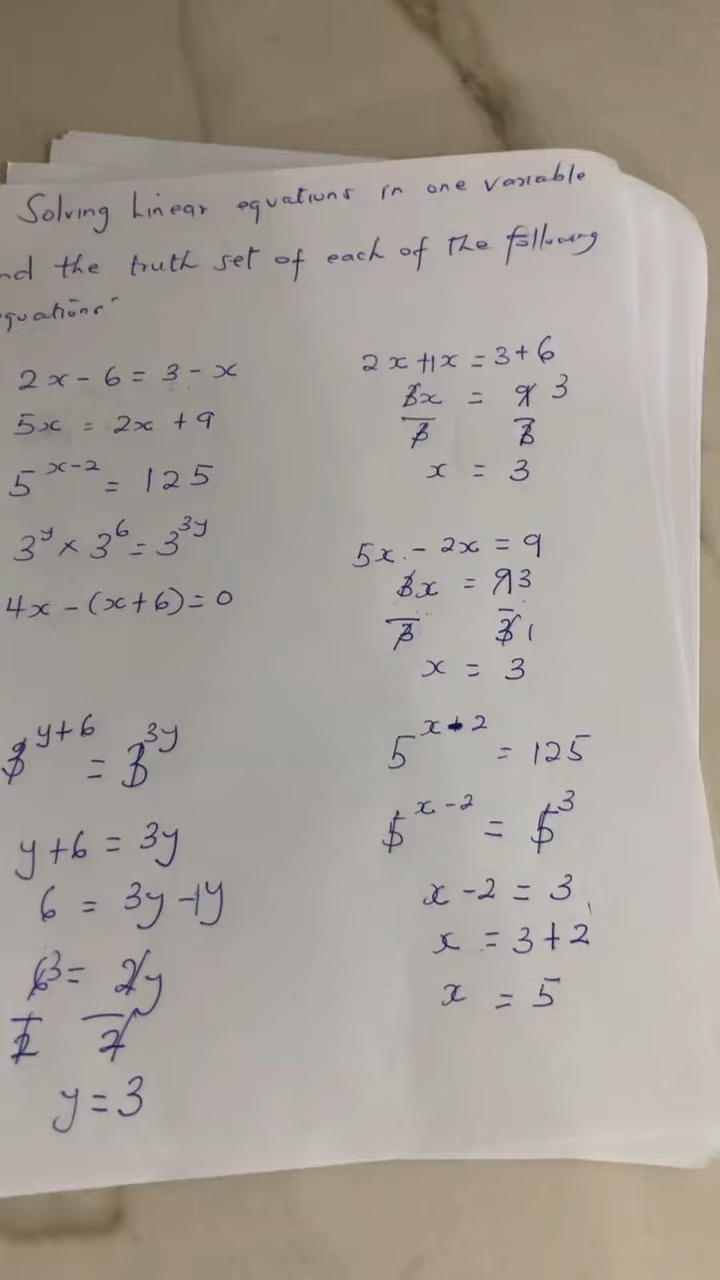 Solving Linear equations in one variable
nd the truth set of each of the following
quations"
2x - 6 = 3 - x
5x = 2x + 9
5^{x-2} = 125
3^y × 3^6 = 3^{3y}
4x - (x + 6) = 0
2x + 1x = 3 + 6
3x = 9 3
3 3
x = 3
5x - 2x = 9
3x = 9 3
3 3 1
x = 3
3^{y+6} = 3^{3y}
y + 6 = 3y
6 = 3y - 1y
6 3 = 2y
2 2
y = 3
5^{x-2} = 125
5^{x-2} = 5^3
x - 2 = 3
x = 3 + 2
x = 5